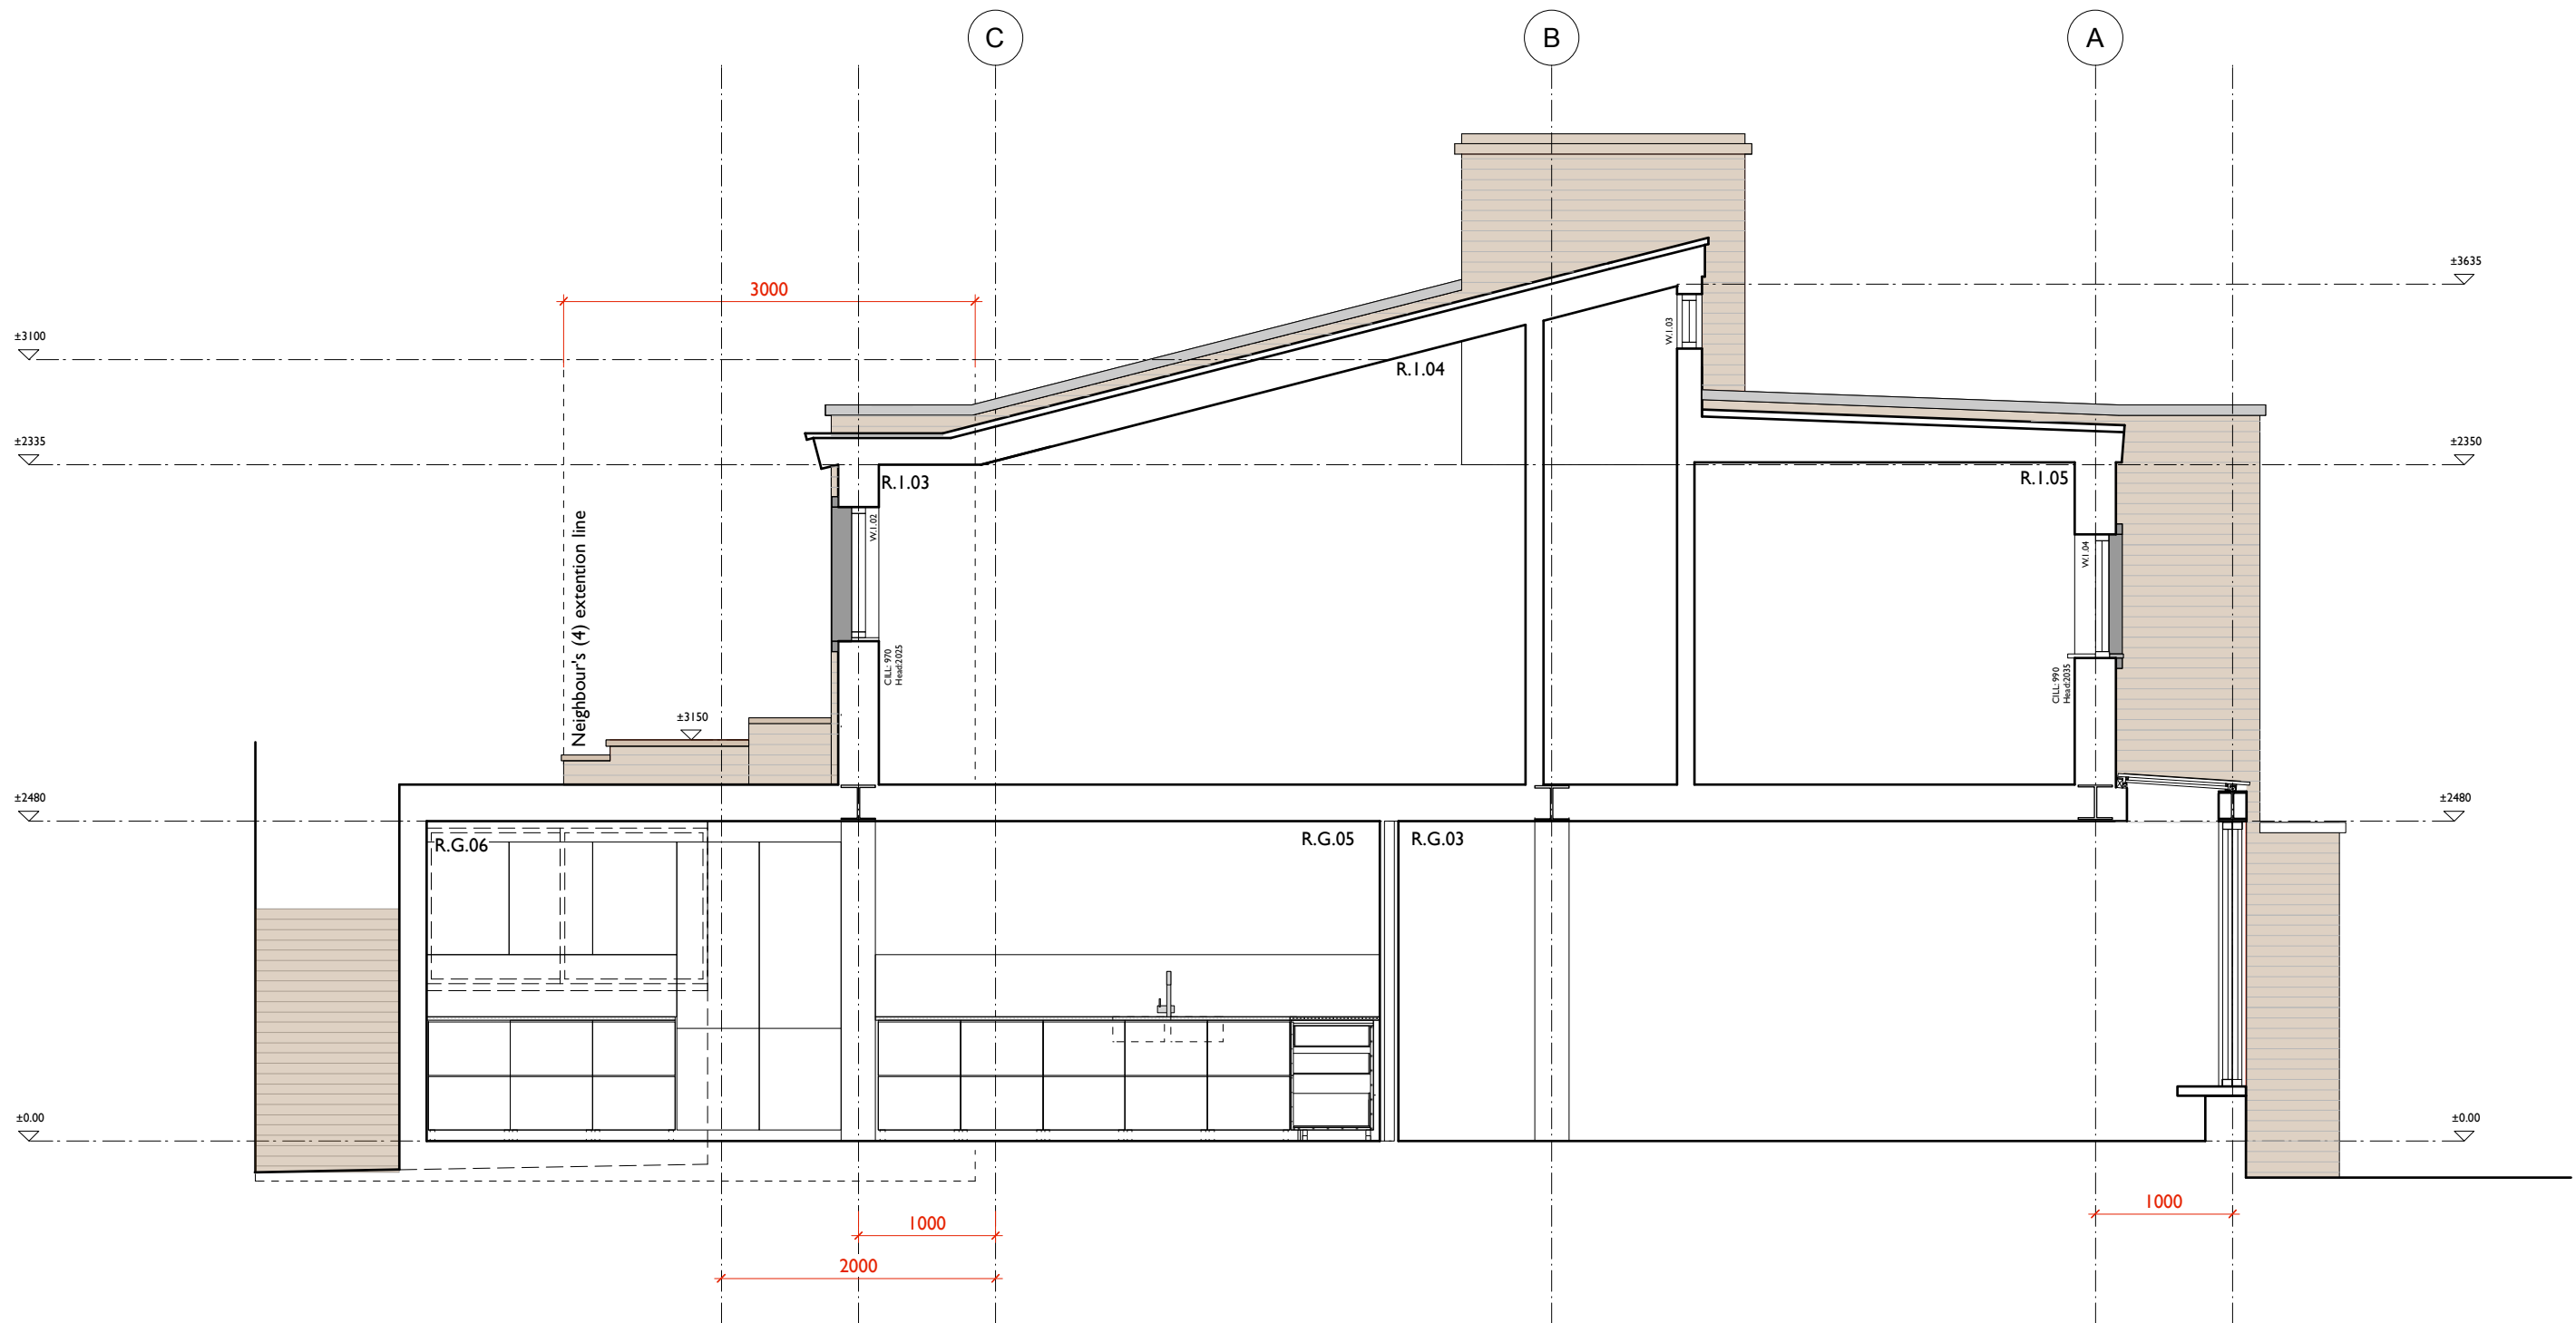 C
B
A
±3635
3000
±3100
W.1.03
R.1.04
±2335
±2350
R.1.03
R.1.05
W.1.02
W.1.04
Neighbour's (4) extention line
CILL: 970
Head:2025
CILL: 990
Head:2035
±3150
±2480
±2480
R.G.06
R.G.05
R.G.03
±0.00
±0.00
1000
1000
2000